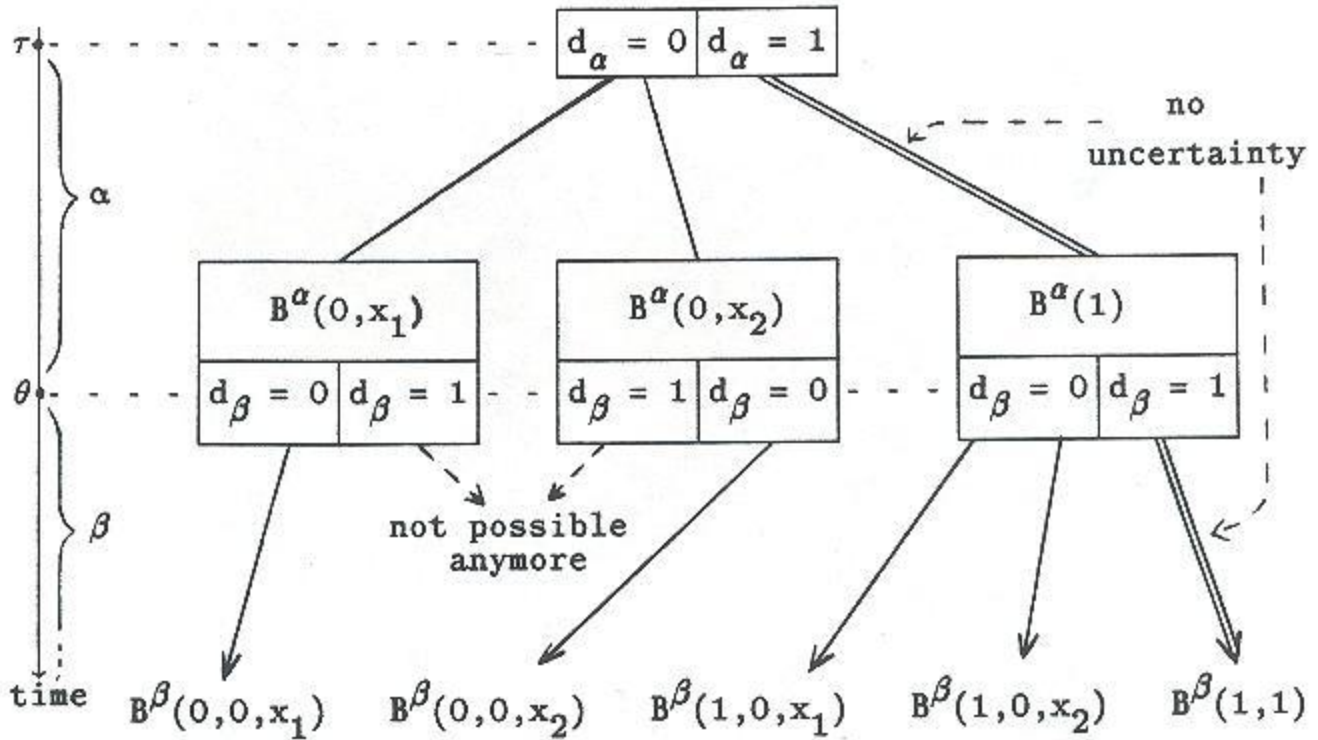 τ d_α = 0 d_α = 1
no
uncertainty
α
B^α(0,x_1) B^α(0,x_2) B^α(1)
θ d_β = 0 d_β = 1 d_β = 1 d_β = 0 d_β = 0 d_β = 1
β
not possible
anymore
time B^β(0,0,x_1) B^β(0,0,x_2) B^β(1,0,x_1) B^β(1,0,x_2) B^β(1,1)